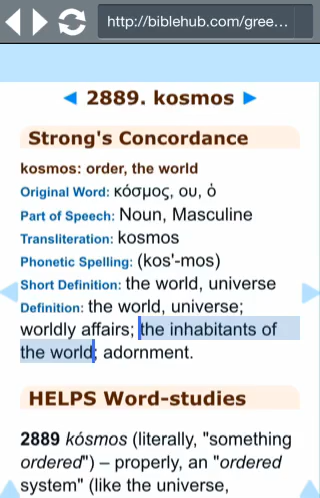 http://biblehub.com/gree...
2889. kosmos
Strong's Concordance
kosmos: order, the world
Original Word: κόσμος, ου, ὁ
Part of Speech: Noun, Masculine
Transliteration: kosmos
Phonetic Spelling: (kos'-mos)
Short Definition: the world, universe
Definition: the world, universe;
worldly affairs; the inhabitants of
the world; adornment.
HELPS Word-studies
2889 kósmos (literally, "something
ordered") – properly, an "ordered
system" (like the universe,